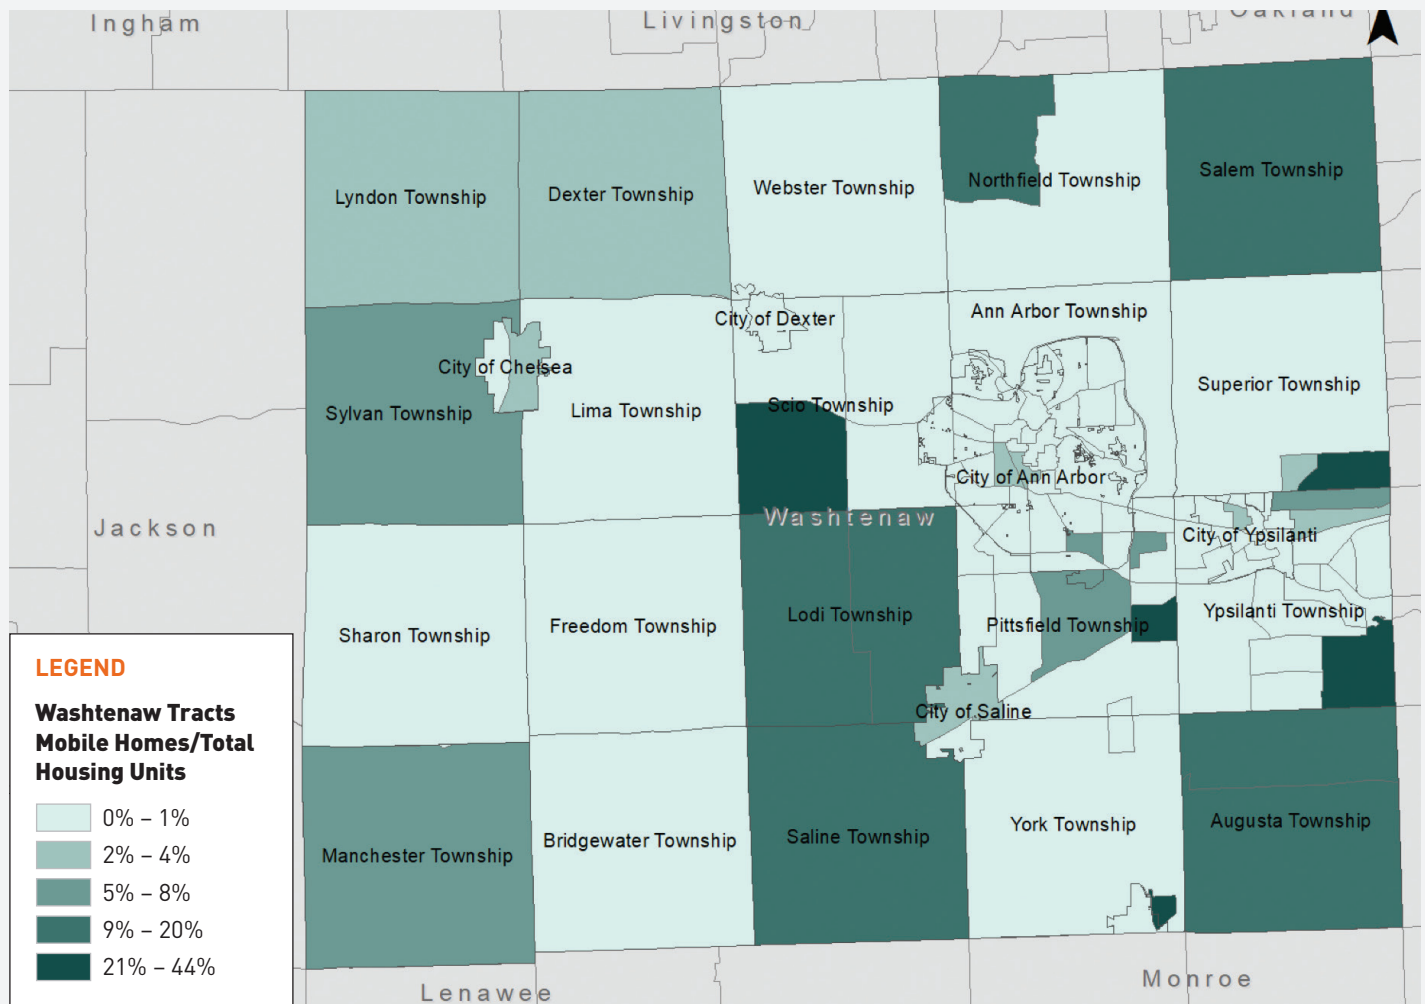 Ingham
Livingston
Oakland
Lyndon Township
Dexter Township
Webster Township
Northfield Township
Salem Township
City of Dexter
Ann Arbor Township
City of Chelsea
Superior Township
Sylvan Township
Lima Township
Scio Township
City of Ann Arbor
Jackson
Washtenaw
City of Ypsilanti
Sharon Township
Freedom Township
Lodi Township
Pittsfield Township
Ypsilanti Township
City of Saline
Manchester Township
Bridgewater Township
Saline Township
York Township
Augusta Township
Lenawee
Monroe
LEGEND
Washtenaw Tracts
Mobile Homes/Total
Housing Units
0% – 1%
2% – 4%
5% – 8%
9% – 20%
21% – 44%